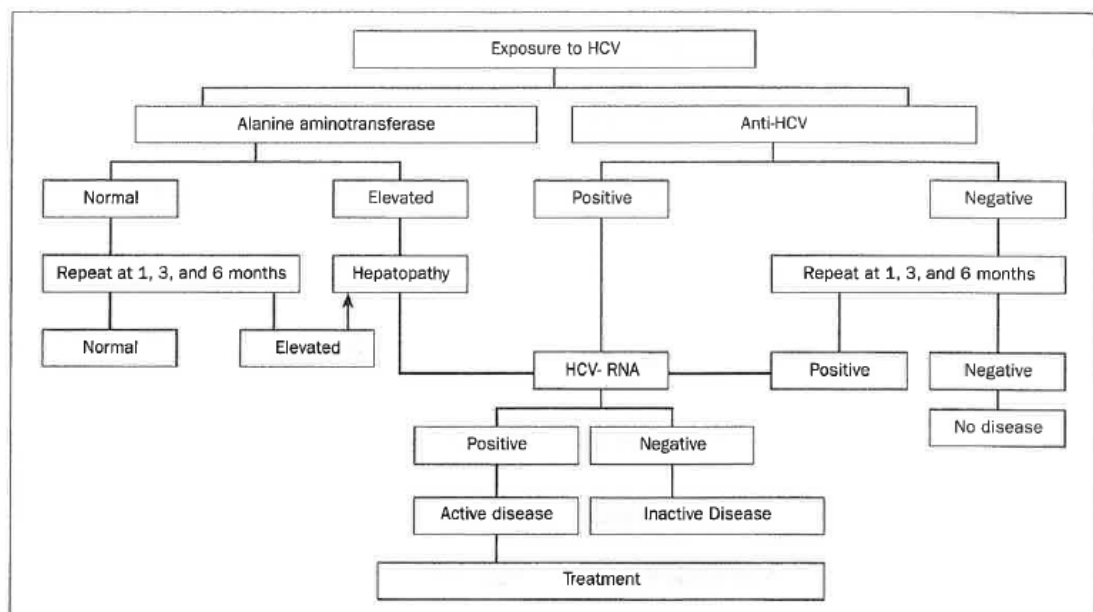 Exposure to HCV
Alanine aminotransferase
Anti-HCV
Normal
Elevated
Positive
Negative
Repeat at 1, 3, and 6 months
Hepatopathy
Repeat at 1, 3, and 6 months
Normal
Elevated
HCV- RNA
Positive
Negative
No disease
Positive
Negative
Active disease
Inactive Disease
Treatment